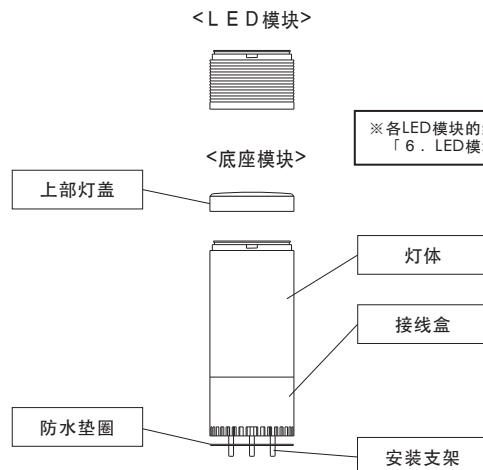 <LED模块>
※各LED模块的
「6. LED模
<底座模块>
上部灯盖
灯体
接线盒
防水垫圈
安装支架